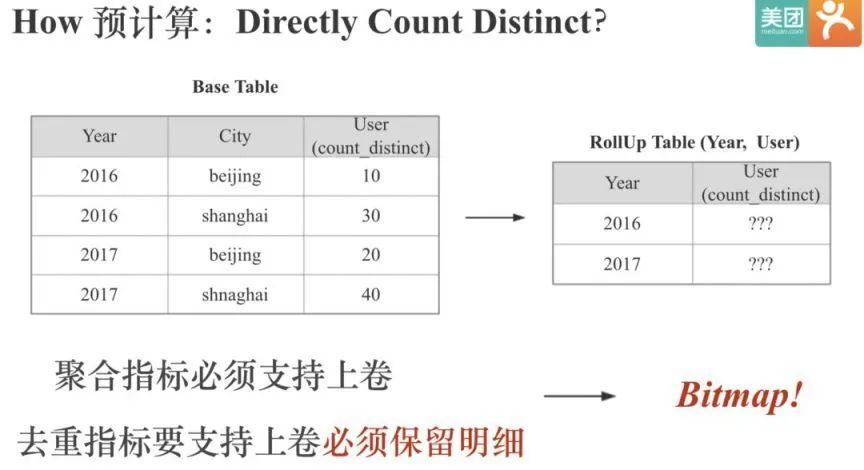 How 预计算：Directly Count Distinct?
美团
meituan.com
Base Table
Year City User (count_distinct)
2016 beijing 10
2016 shanghai 30
2017 beijing 20
2017 shnaghai 40
RollUp Table (Year, User)
Year User (count_distinct)
2016 ???
2017 ???
聚合指标必须支持上卷
去重指标要支持上卷必须保留明细
Bitmap!